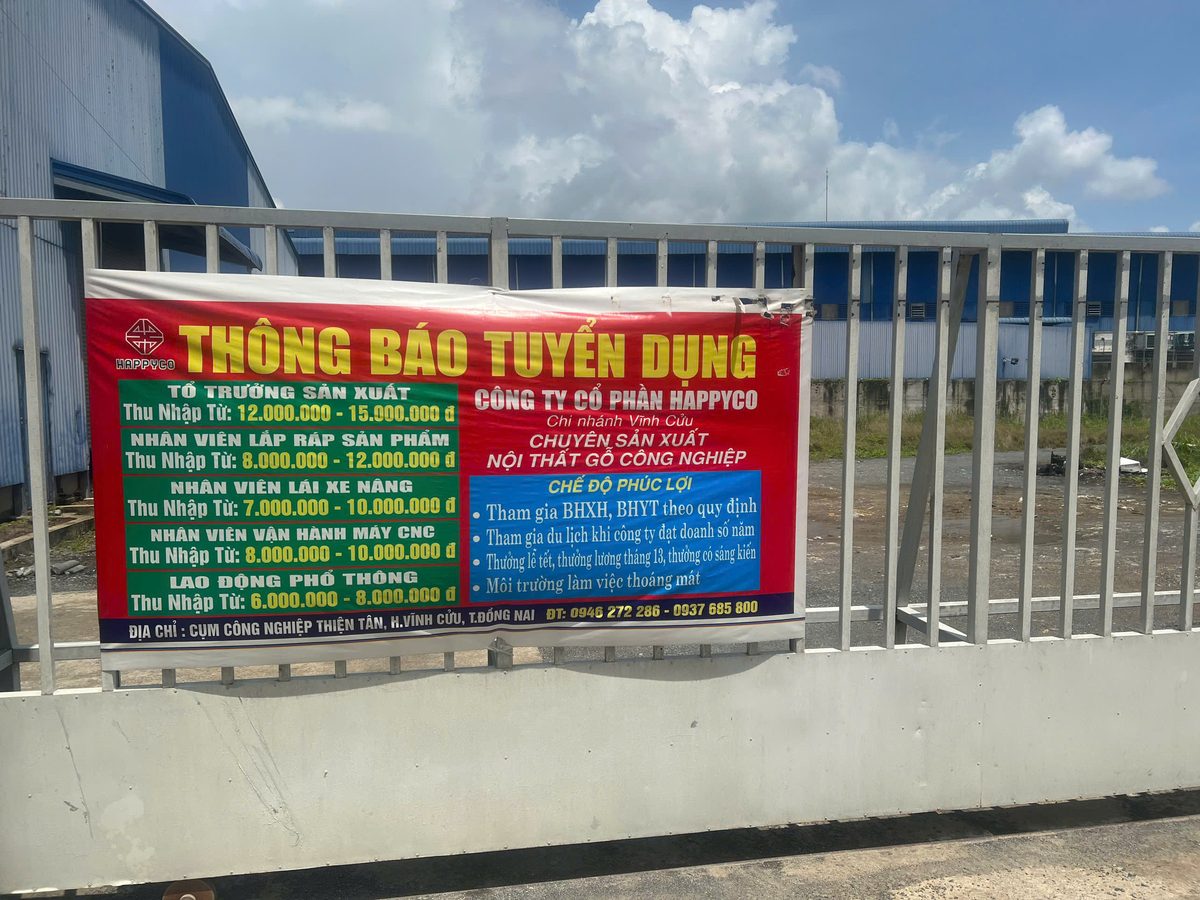 HAPPYCO
THÔNG BÁO TUYỂN DỤNG
TỔ TRƯỞNG SẢN XUẤT
Thu Nhập Từ: 12.000.000 - 15.000.000 đ
NHÂN VIÊN LẮP RÁP SẢN PHẨM
Thu Nhập Từ: 8.000.000 - 12.000.000 đ
NHÂN VIÊN LÁI XE NÂNG
Thu Nhập Từ: 7.000.000 - 10.000.000 đ
NHÂN VIÊN VẬN HÀNH MÁY CNC
Thu Nhập Từ: 8.000.000 - 10.000.000 đ
LAO ĐỘNG PHỔ THÔNG
Thu Nhập Từ: 6.000.000 - 8.000.000 đ
CÔNG TY CỔ PHẦN HAPPYCO
Chi nhánh Vĩnh Cửu
CHUYÊN SẢN XUẤT
NỘI THẤT GỖ CÔNG NGHIỆP
CHẾ ĐỘ PHÚC LỢI
• Tham gia BHXH, BHYT theo quy định
• Tham gia du lịch khi công ty đạt doanh số năm
Thưởng lễ tết, thưởng lương tháng 13, thưởng có sáng kiến
• Môi trường làm việc thoáng mát
ĐỊA CHỈ : CỤM CÔNG NGHIỆP THIỆN TÂN, H.VĨNH CỬU, T.ĐỒNG NAI ĐT: 0946 272 286 - 0937 685 800